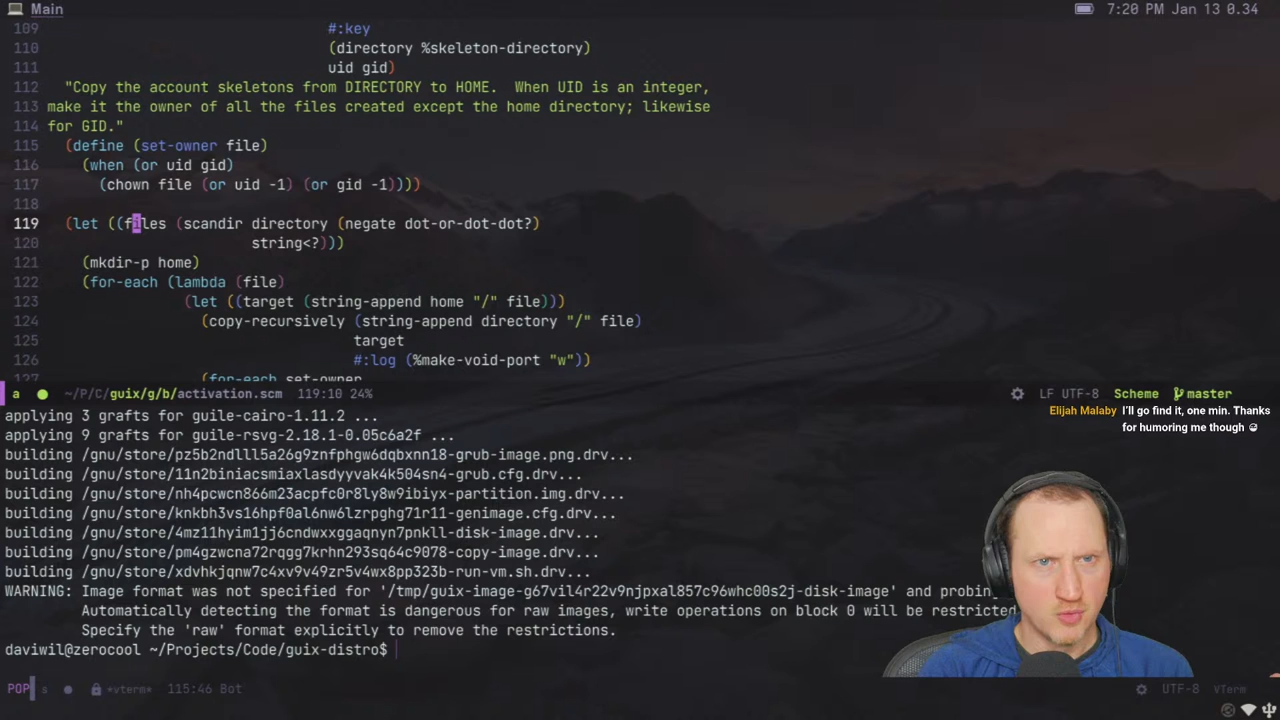 Main
7:20 PM Jan 13 0.34
109 #:key
110 (directory %skeleton-directory)
111 uid gid)
112 "Copy the account skeletons from DIRECTORY to HOME.  When UID is an integer,
113 make it the owner of all the files created except the home directory; likewise
114 for GID."
115 (define (set-owner file)
116 (when (or uid gid)
117 (chown file (or uid -1) (or gid -1))))
118
119 (let ((files (scandir directory (negate dot-or-dot-dot?)
120 string<?)))
121 (mkdir-p home)
122 (for-each (lambda (file)
123 (let ((target (string-append home "/" file)))
124 (copy-recursively (string-append directory "/" file)
125 target
126 #:log (%make-void-port "w"))
127 (for-each set-owner
a ~/P/C/guix/g/b/activation.scm 119:10 24% LF UTF-8 Scheme master
Elijah Malaby I'll go find it, one min. Thanks
for humoring me though
applying 3 grafts for guile-cairo-1.11.2 ...
applying 9 grafts for guile-rsvg-2.18.1-0.05c6a2f ...
building /gnu/store/pz5b2ndlll5a26g9znfphgw6dqbxnn18-grub-image.png.drv...
building /gnu/store/11n2biniacsmiaxlasdyyvak4k504sn4-grub.cfg.drv...
building /gnu/store/nh4pcwcn866m23acpfc0r8ly8w9ibiyx-partition.img.drv...
building /gnu/store/knkbh3vs16hpf0al6nw6lzrpghg71r11-genimage.cfg.drv...
building /gnu/store/4mz11hyim1jj6cndwxxggaqnyn7pnkll-disk-image.drv...
building /gnu/store/pm4gzwcna72rqgg7krhn293sq64c9078-copy-image.drv...
building /gnu/store/xdvhkjqnw7c4xv9v49zr5v4wx8pp323b-run-vm.sh.drv...
WARNING: Image format was not specified for '/tmp/guix-image-g67vil4r22v9njpxal857c96whc00s2j-disk-image' and probing
Automatically detecting the format is dangerous for raw images, write operations on block 0 will be restricted
Specify the 'raw' format explicitly to remove the restrictions.
daviwil@zerocool ~/Projects/Code/guix-distro$
POP s *vterm* 115:46 Bot UTF-8 VTerm